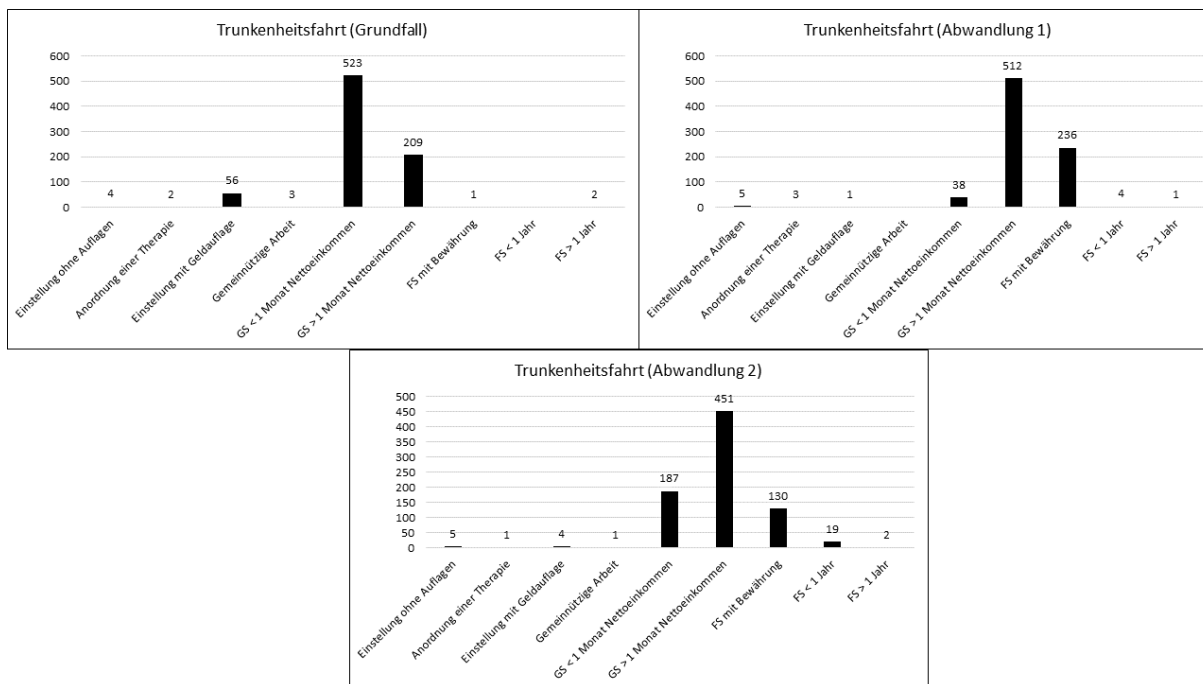 Trunkenheitsfahrt (Grundfall)
600
500
400
300
200
100
0
4
2
56
3
523
209
1
2
Einstellung ohne Auflagen
Anordnung einer Therapie
Einstellung mit Geldauflage
Gemeinnützige Arbeit
GS < 1 Monat Nettoeinkommen
GS > 1 Monat Nettoeinkommen
FS mit Bewährung
FS < 1 Jahr
FS > 1 Jahr
Trunkenheitsfahrt (Abwandlung 1)
600
500
400
300
200
100
0
5
3
1
38
512
236
4
1
Einstellung ohne Auflagen
Anordnung einer Therapie
Einstellung mit Geldauflage
Gemeinnützige Arbeit
GS < 1 Monat Nettoeinkommen
GS > 1 Monat Nettoeinkommen
FS mit Bewährung
FS < 1 Jahr
FS > 1 Jahr
Trunkenheitsfahrt (Abwandlung 2)
500
450
400
350
300
250
200
150
100
50
0
5
1
4
1
187
451
130
19
2
Einstellung ohne Auflagen
Anordnung einer Therapie
Einstellung mit Geldauflage
Gemeinnützige Arbeit
GS < 1 Monat Nettoeinkommen
GS > 1 Monat Nettoeinkommen
FS mit Bewährung
FS < 1 Jahr
FS > 1 Jahr